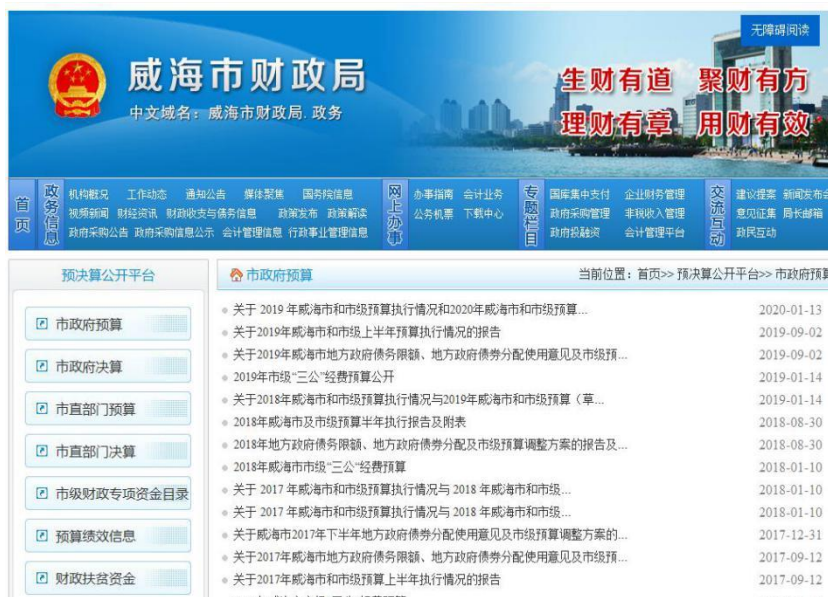 无障碍阅读
威海市财政局
中文域名：威海市财政局.政务
生财有道 聚财有方
理财有章 用财有效
首页
政务信息
机构概况 工作动态 通知公告 媒体聚焦 国务院信息
视频新闻 财经资讯 财政收支与债务信息 政策发布 政策解读
政府采购公告 政府采购信息公示 会计管理信息 行政事业管理信息
网上办事
办事指南 会计业务
公务机票 下载中心
专题栏目
国库集中支付 企业财务管理
政府采购管理 非税收入管理
政府投融资 会计管理平台
交流互动
建议提案 新闻发布会
意见征集 局长邮箱
政民互动
预决算公开平台
市政府预算
市政府决算
市直部门预算
市直部门决算
市级财政专项资金目录
预算绩效信息
财政扶贫资金
市政府预算 当前位置：首页>> 预决算公开平台>> 市政府预算
关于 2019 年威海市和市级预算执行情况和2020年威海市和市级预算... 2020-01-13
关于2019年威海市和市级上半年预算执行情况的报告 2019-09-02
关于2019年威海市地方政府债务限额、地方政府债券分配使用意见及市级预... 2019-09-02
2019年市级“三公”经费预算公开 2019-01-14
关于2018年威海市和市级预算执行情况与2019年威海市和市级预算（草... 2019-01-14
2018年威海市及市级预算半年执行报告及附表 2018-08-30
2018年地方政府债务限额、地方政府债券分配及市级预算调整方案的报告及... 2018-08-30
2018年威海市市级“三公”经费预算 2018-01-10
关于 2017 年威海市和市级预算执行情况与 2018 年威海市和市级... 2018-01-10
关于 2017 年威海市和市级预算执行情况与 2018 年威海市和市级... 2018-01-10
关于威海市2017年下半年地方政府债券分配使用意见及市级预算调整方案的... 2017-12-31
关于2017年威海市地方政府债务限额、地方政府债券分配使用意见及市级预... 2017-09-12
关于2017年威海市和市级预算上半年执行情况的报告 2017-09-12